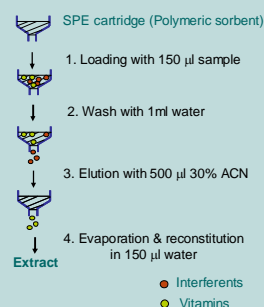 SPE cartridge (Polymeric sorbent)
1. Loading with 150 µl sample
2. Wash with 1ml water
3. Elution with 500 µl 30% ACN
4. Evaporation & reconstitution
in 150 µl water
Extract
Interferents
Vitamins